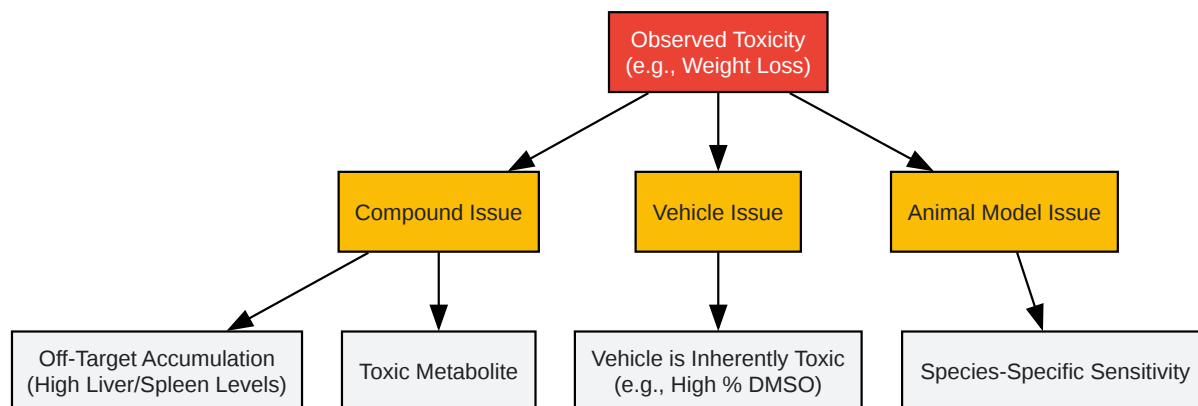 Observed Toxicity
(e.g., Weight Loss)
Compound Issue
Vehicle Issue
Animal Model Issue
Off-Target Accumulation
(High Liver/Spleen Levels)
Toxic Metabolite
Vehicle is Inherently Toxic
(e.g., High % DMSO)
Species-Specific Sensitivity